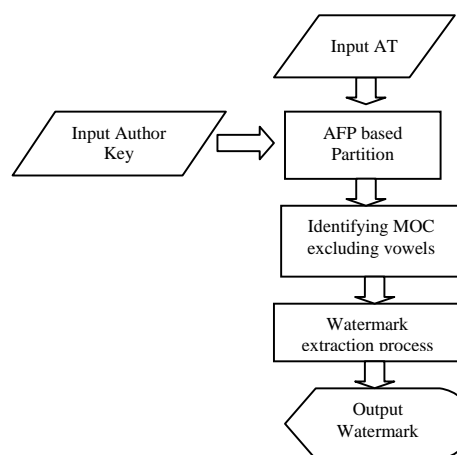 Input AT
Input Author
Key
AFP based
Partition
Identifying MOC
excluding vowels
Watermark
extraction process
Output
Watermark